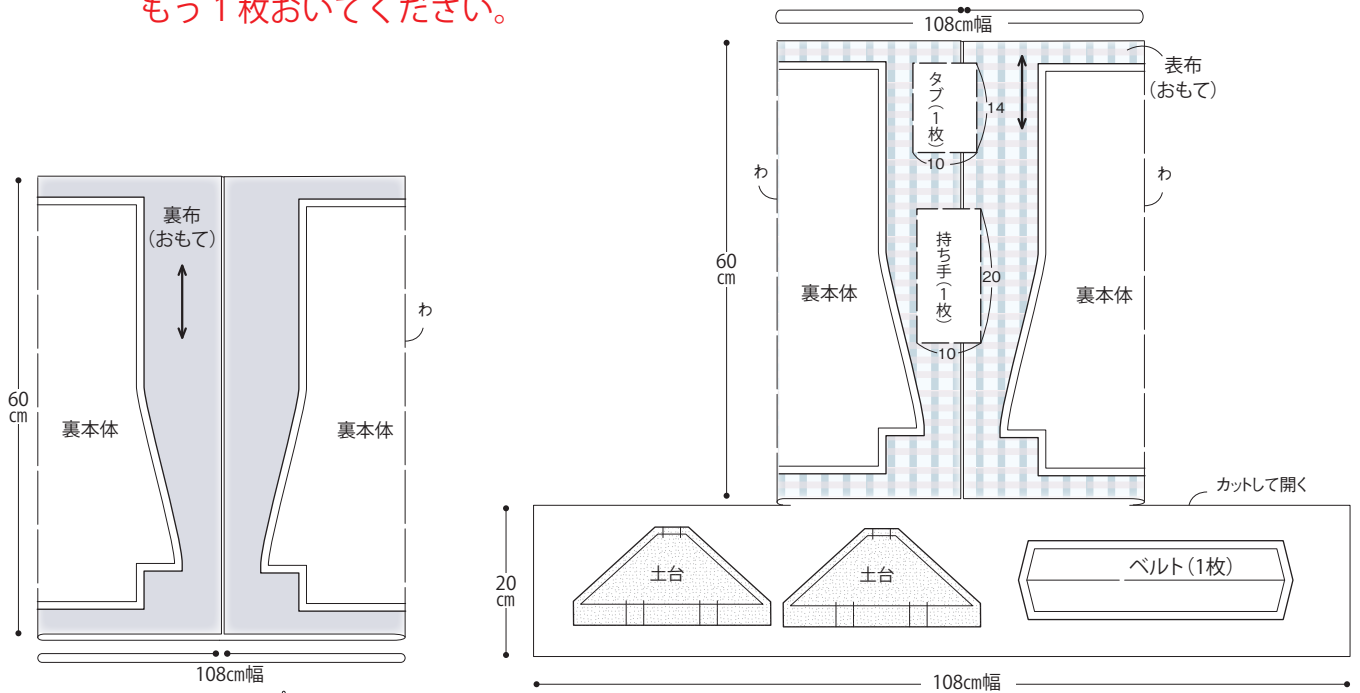 もう１枚おいてください。
108㎝幅
表布
(おもて)
タブ(1枚)
14
10
わ
わ
持ち手(1枚)
20
10
60
㎝
裏本体
裏本体
裏布
(おもて)
わ
60
㎝
裏本体
裏本体
108㎝幅
カットして開く
土台
土台
ベルト(1枚)
20
㎝
108㎝幅